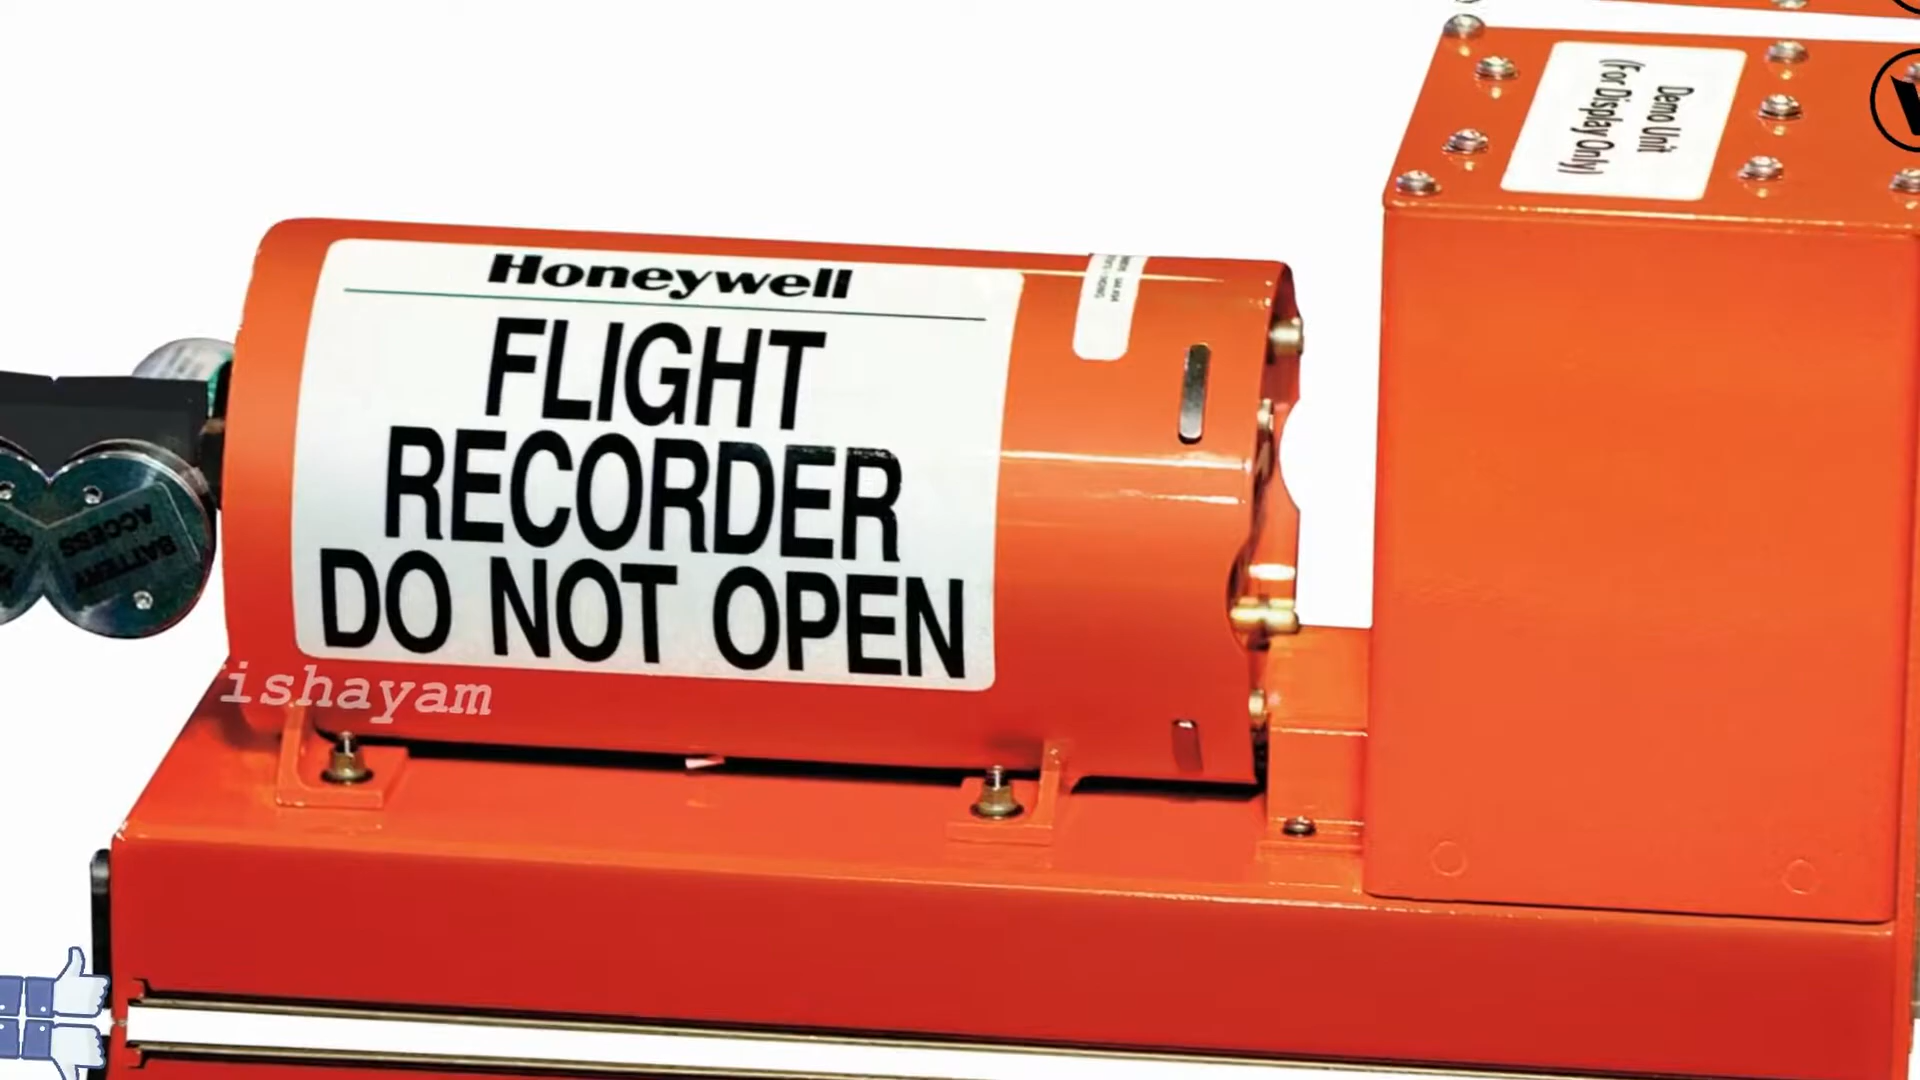 Honeywell
FLIGHT
RECORDER
DO NOT OPEN
Demo Unit
(For Display Only)
BATTERY
ACCESS
ishayam